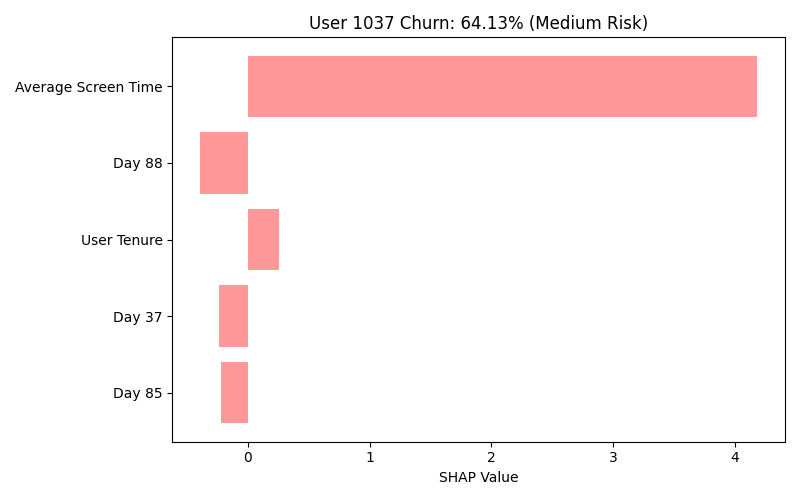 User 1037 Churn: 64.13% (Medium Risk)
Average Screen Time
Day 88
User Tenure
Day 37
Day 85
0 1 2 3 4
SHAP Value